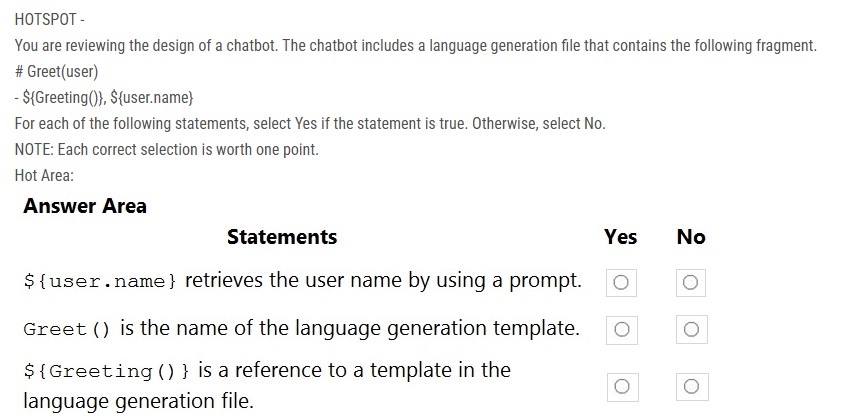 HOTSPOT -
You are reviewing the design of a chatbot. The chatbot includes a language generation file that contains the following fragment.
# Greet(user)
- ${Greeting()}, ${user.name}
For each of the following statements, select Yes if the statement is true. Otherwise, select No.
NOTE: Each correct selection is worth one point.
Hot Area:
Answer Area
Statements Yes No
${user.name} retrieves the user name by using a prompt.
Greet() is the name of the language generation template.
${Greeting()} is a reference to a template in the
language generation file.